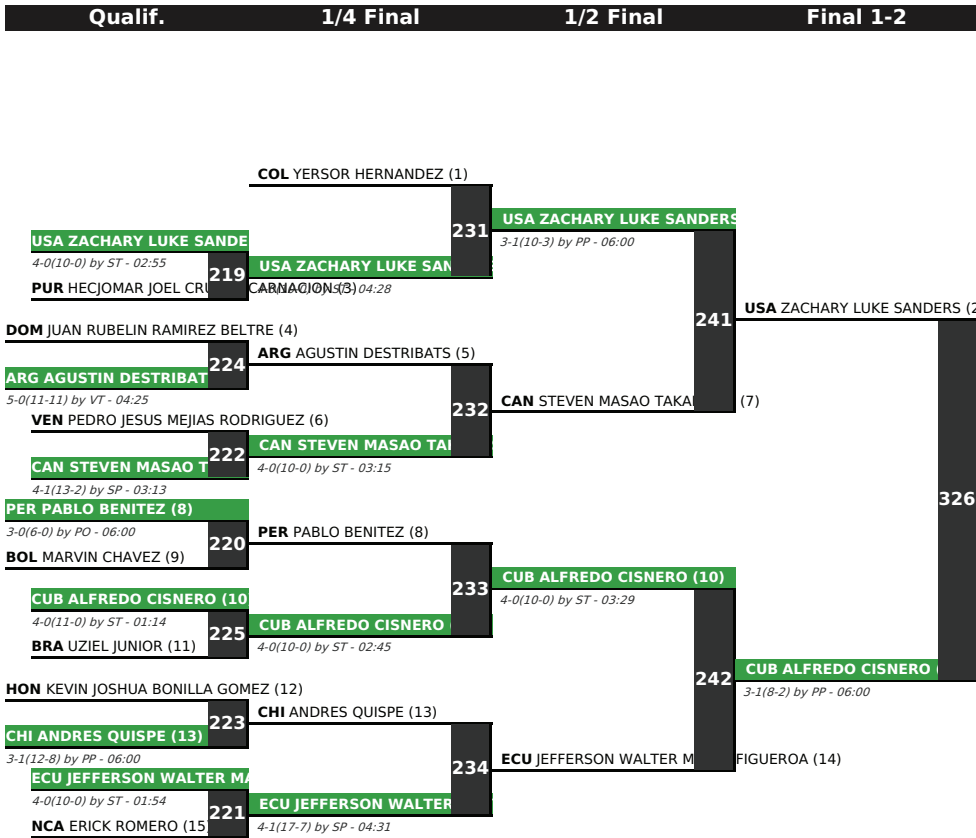 Qualif. 1/4 Final 1/2 Final Final 1-2
COL YERSOR HERNANDEZ (1)
231
USA ZACHARY LUKE SANDERS
3-1(10-3) by PP - 06:00
USA ZACHARY LUKE SANDE
4-0(10-0) by ST - 02:55
219
PUR HECJOMAR JOEL CRU CARNACION (3)
USA ZACHARY LUKE SAN
04:28
241
USA ZACHARY LUKE SANDERS (2
DOM JUAN RUBELIN RAMIREZ BELTRE (4)
224
ARG AGUSTIN DESTRIBAT
5-0(11-11) by VT - 04:25
ARG AGUSTIN DESTRIBATS (5)
232
CAN STEVEN MASAO TAKA (7)
VEN PEDRO JESUS MEJIAS RODRIGUEZ (6)
222
CAN STEVEN MASAO T
4-1(13-2) by SP - 03:13
CAN STEVEN MASAO TAI
4-0(10-0) by ST - 03:15
326
PER PABLO BENITEZ (8)
3-0(6-0) by PO - 06:00
220
BOL MARVIN CHAVEZ (9)
PER PABLO BENITEZ (8)
233
CUB ALFREDO CISNERO (10)
4-0(10-0) by ST - 03:29
CUB ALFREDO CISNERO (10
4-0(11-0) by ST - 01:14
225
BRA UZIEL JUNIOR (11)
CUB ALFREDO CISNERO
4-0(10-0) by ST - 02:45
242
CUB ALFREDO CISNERO (
3-1(8-2) by PP - 06:00
HON KEVIN JOSHUA BONILLA GOMEZ (12)
223
CHI ANDRES QUISPE (13)
3-1(12-8) by PP - 06:00
CHI ANDRES QUISPE (13)
234
ECU JEFFERSON WALTER M FIGUEROA (14)
ECU JEFFERSON WALTER MA
4-0(10-0) by ST - 01:54
221
NCA ERICK ROMERO (15)
ECU JEFFERSON WALTER
4-1(17-7) by SP - 04:31